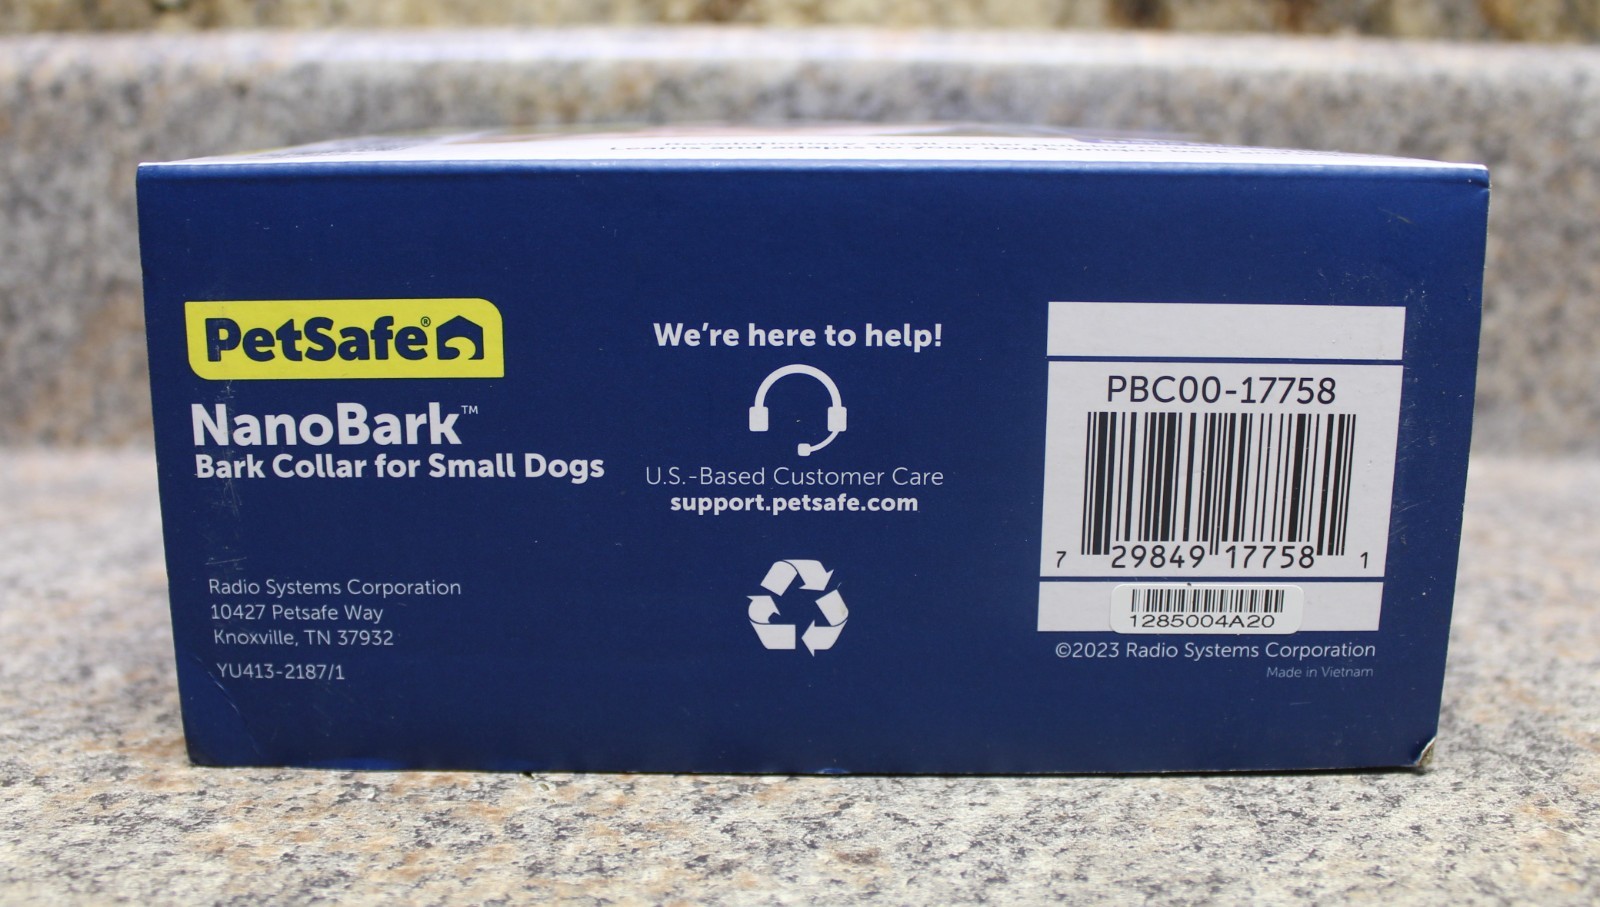 PetSafe®
NanoBark™
Bark Collar for Small Dogs
Radio Systems Corporation
10427 Petsafe Way
Knoxville, TN 37932
YU413-2187/1
We're here to help!
U.S.-Based Customer Care
support.petsafe.com
PBC00-17758
7 29849 17758 1
1285004A20
©2023 Radio Systems Corporation
Made in Vietnam